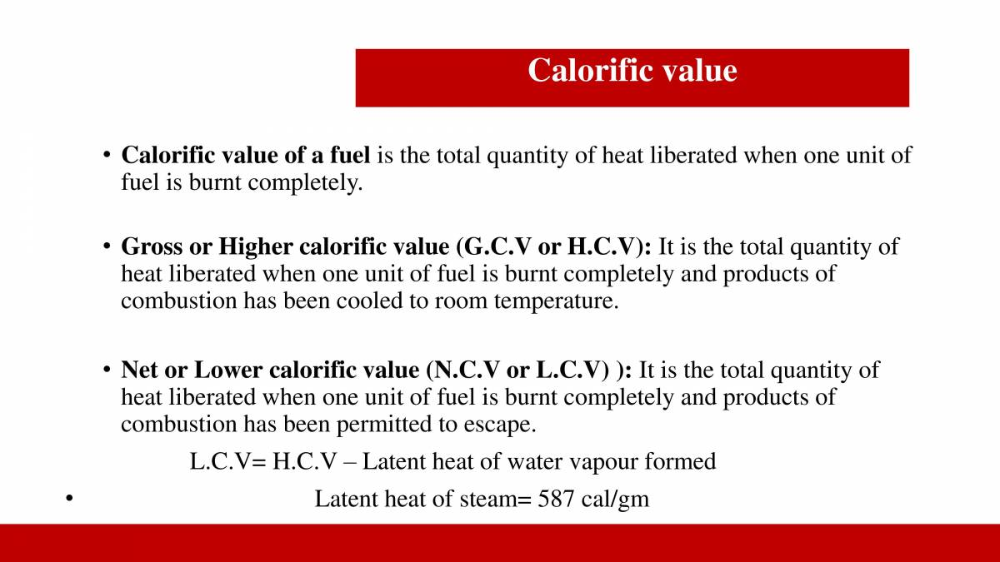 Calorific value
• Calorific value of a fuel is the total quantity of heat liberated when one unit of
fuel is burnt completely.
• Gross or Higher calorific value (G.C.V or H.C.V): It is the total quantity of
heat liberated when one unit of fuel is burnt completely and products of
combustion has been cooled to room temperature.
• Net or Lower calorific value (N.C.V or L.C.V) ): It is the total quantity of
heat liberated when one unit of fuel is burnt completely and products of
combustion has been permitted to escape.
L.C.V= H.C.V – Latent heat of water vapour formed
• Latent heat of steam= 587 cal/gm